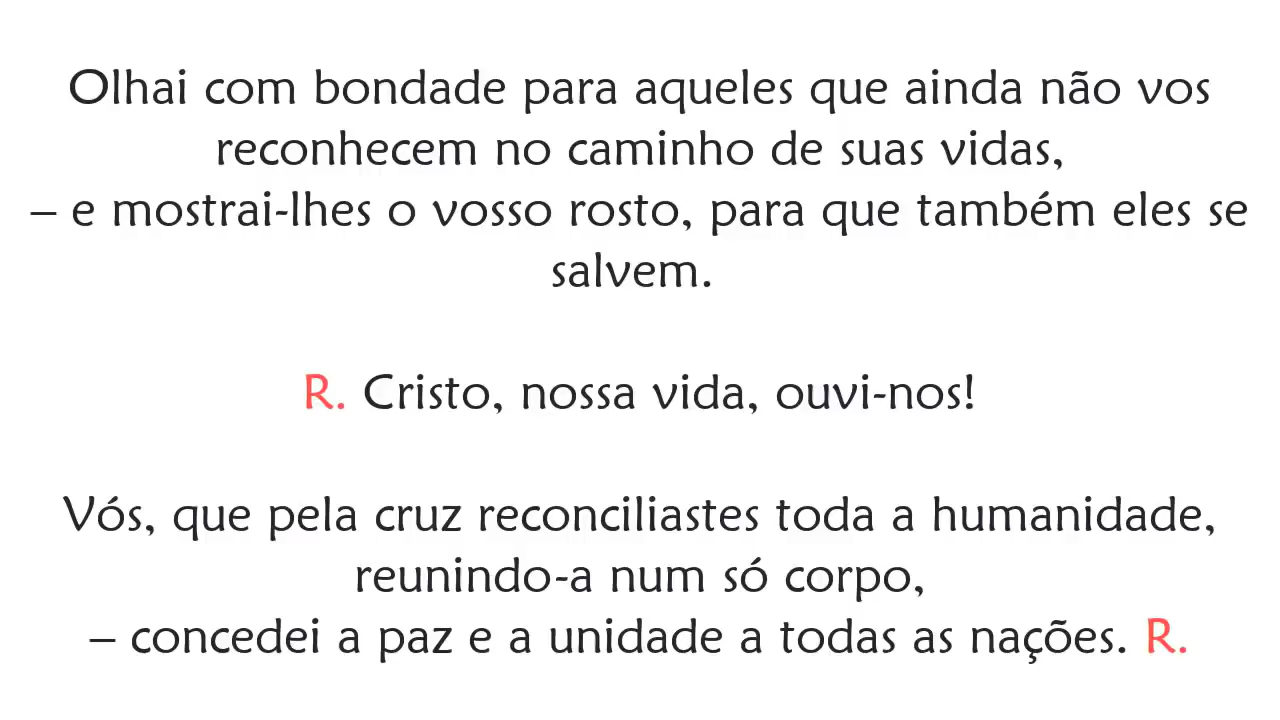 Olhai com bondade para aqueles que ainda não vos
reconhecem no caminho de suas vidas,
– e mostrai-lhes o vosso rosto, para que também eles se
salvem.
R. Cristo, nossa vida, ouvi-nos!
Vós, que pela cruz reconciliastes toda a humanidade,
reunindo-a num só corpo,
– concedei a paz e a unidade a todas as nações. R.